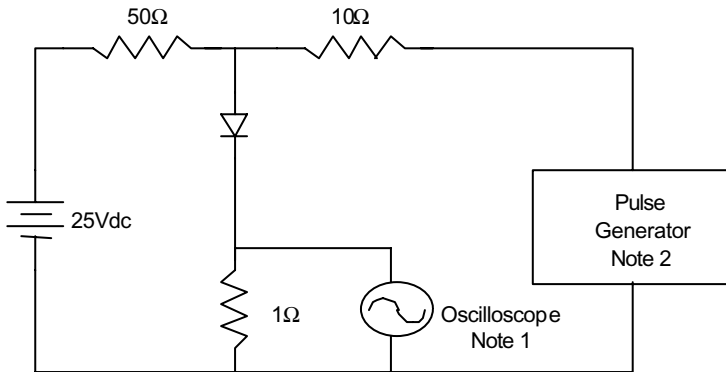 50Ω
10Ω
25Vdc
Pulse
Generator
Note 2
1Ω
Oscilloscope
Note 1